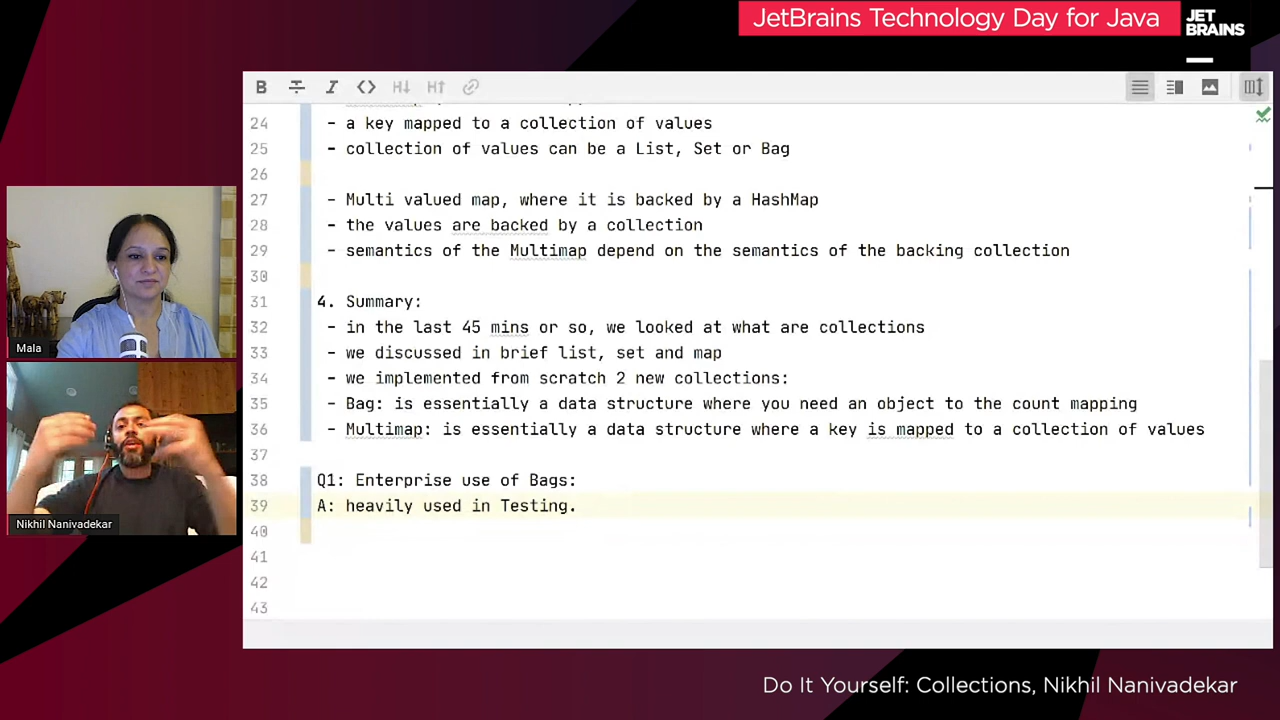 JetBrains Technology Day for Java
JET
BRAINS
B I <> H↓ H↑
24 - a key mapped to a collection of values
25 - collection of values can be a List, Set or Bag
26
27 - Multi valued map, where it is backed by a HashMap
28 - the values are backed by a collection
29 - semantics of the Multimap depend on the semantics of the backing collection
30
31 4. Summary:
32 - in the last 45 mins or so, we looked at what are collections
33 - we discussed in brief list, set and map
34 - we implemented from scratch 2 new collections:
35 - Bag: is essentially a data structure where you need an object to the count mapping
36 - Multimap: is essentially a data structure where a key is mapped to a collection of values
37
38 Q1: Enterprise use of Bags:
39 A: heavily used in Testing.
40
41
42
43
Mala
Nikhil Nanivadekar
Do It Yourself: Collections, Nikhil Nanivadekar